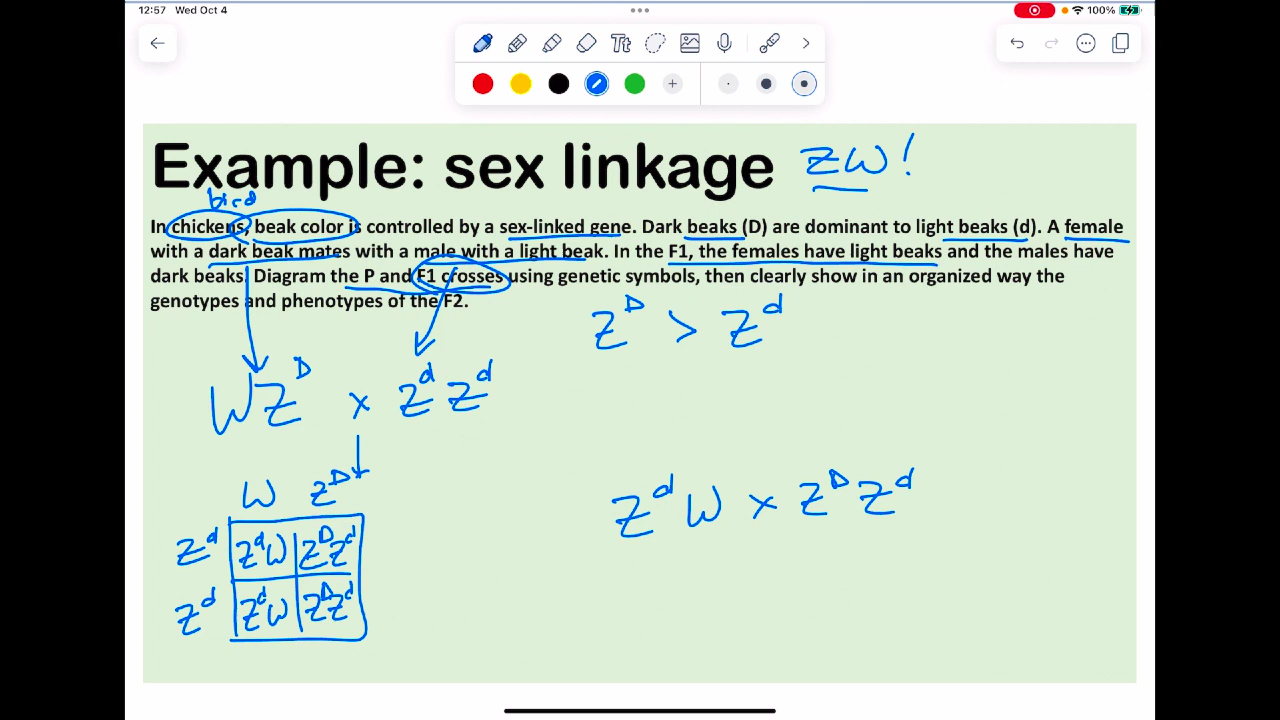 12:57 Wed Oct 4
100%
Tt
Example: sex linkage ZW!
bird
In chickens, beak color is controlled by a sex-linked gene. Dark beaks (D) are dominant to light beaks (d). A female
with a dark beak mates with a male with a light beak. In the F1, the females have light beaks and the males have
dark beaks. Diagram the P and F1 crosses using genetic symbols, then clearly show in an organized way the
genotypes and phenotypes of the F2.
Z^D > Z^d
WZ^D x Z^d Z^d
W Z^D
Z^d Z^dW Z^DZ^d
Z^d Z^dW Z^DZ^d
Z^d W x Z^D Z^d